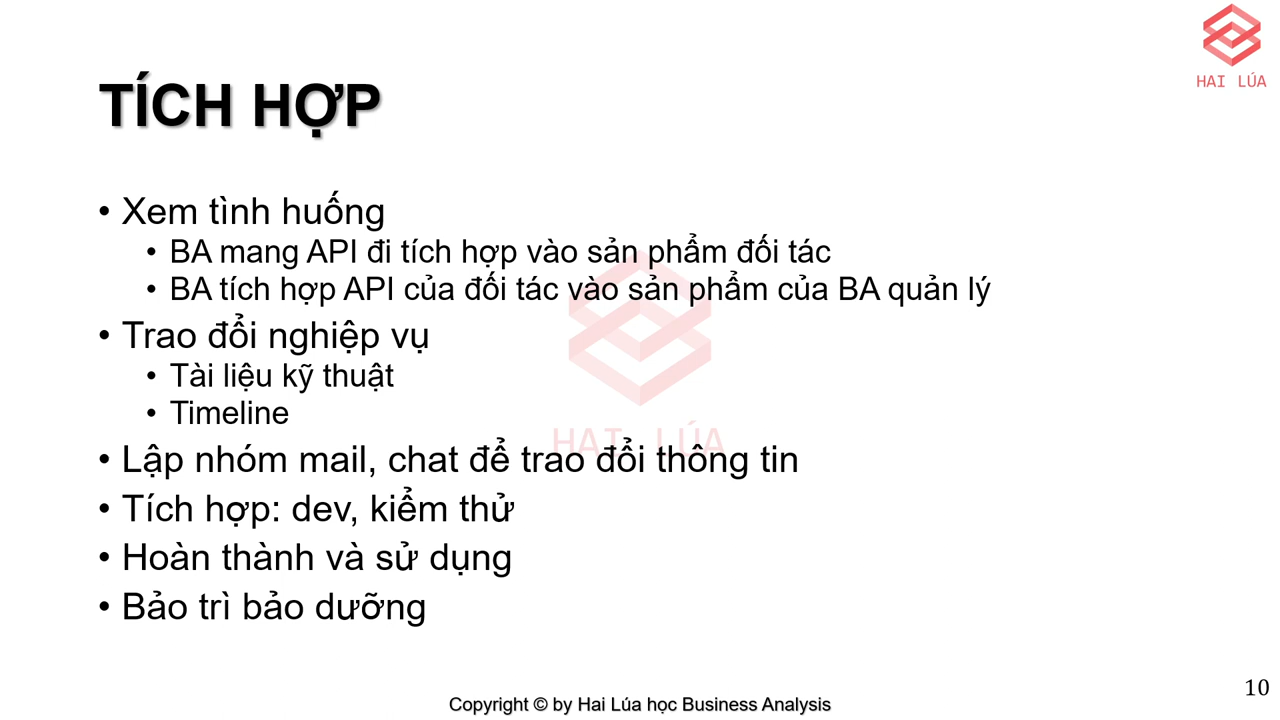 HAI LÚA
TÍCH HỢP
• Xem tình huống
• BA mang API đi tích hợp vào sản phẩm đối tác
• BA tích hợp API của đối tác vào sản phẩm của BA quản lý
• Trao đổi nghiệp vụ
• Tài liệu kỹ thuật
• Timeline
HAI LÚA
• Lập nhóm mail, chat để trao đổi thông tin
• Tích hợp: dev, kiểm thử
• Hoàn thành và sử dụng
• Bảo trì bảo dưỡng
10
Copyright © by Hai Lúa học Business Analysis